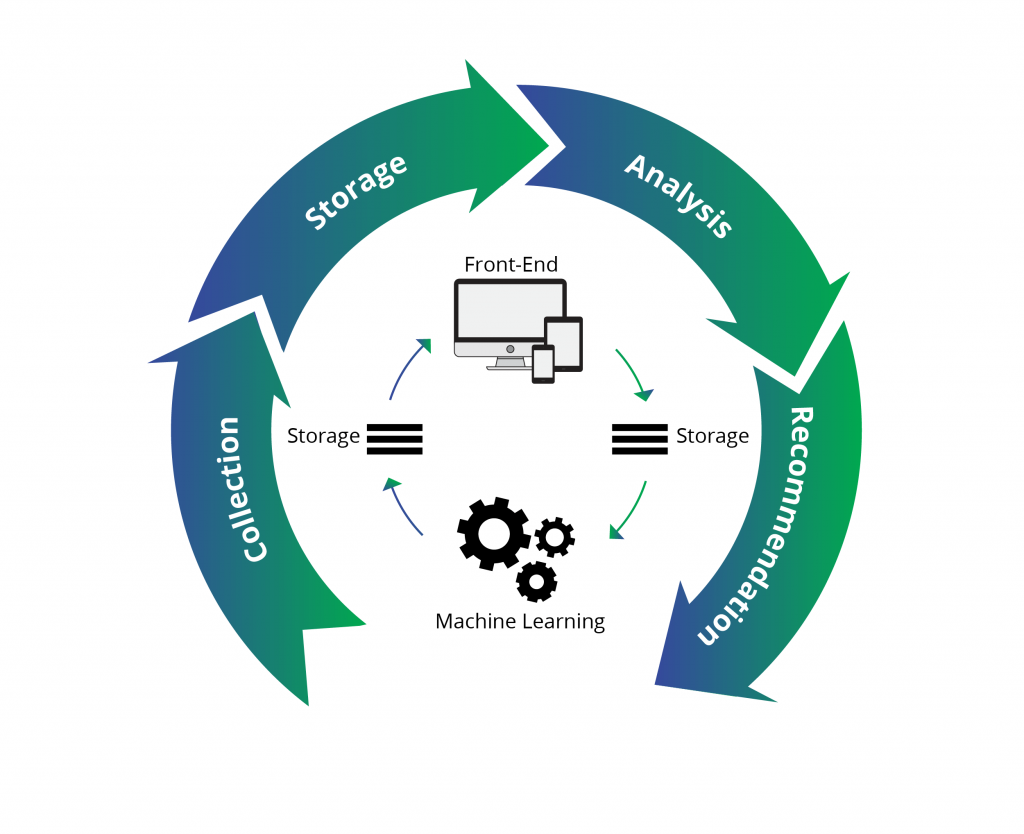 Storage
Analysis
Front-End
Storage
Storage
Collection
Recommendation
Machine Learning